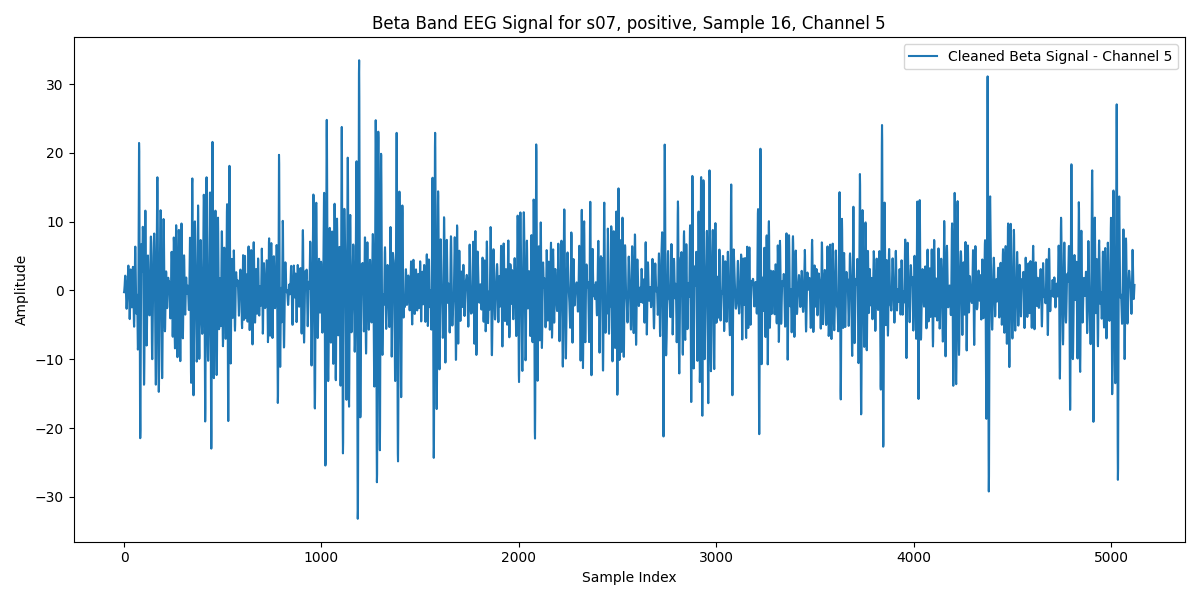 Beta Band EEG Signal for s07, positive, Sample 16, Channel 5
Cleaned Beta Signal - Channel 5
Amplitude
30
20
10
0
−10
−20
−30
0 1000 2000 3000 4000 5000
Sample Index